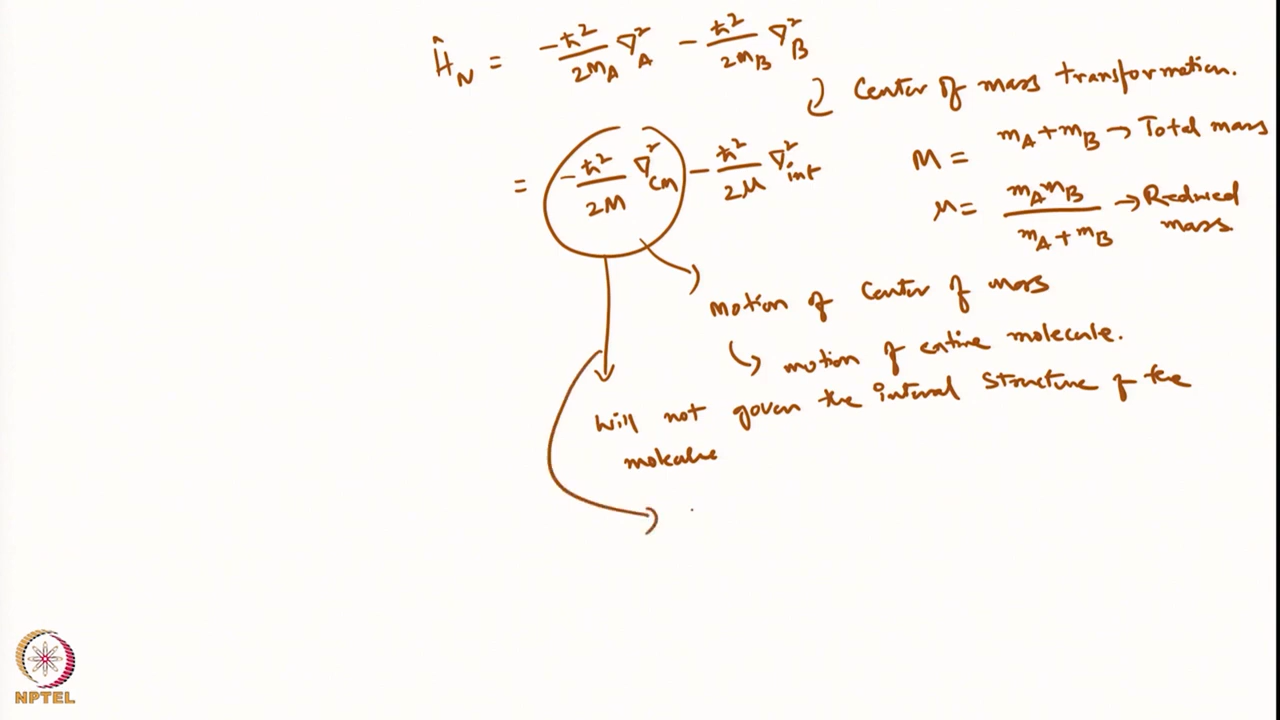 Ĥ_N = -ħ²/2m_A ∇²_A - ħ²/2m_B ∇²_B
Center of mass transformation.
= -ħ²/2M ∇²_CM - ħ²/2μ ∇²_int
M = m_A + m_B → Total mass
μ = m_A m_B / m_A + m_B → Reduced mass
motion of Center of mass
motion of entire molecule.
Will not govern the internal structure of the
molecule
NPTEL